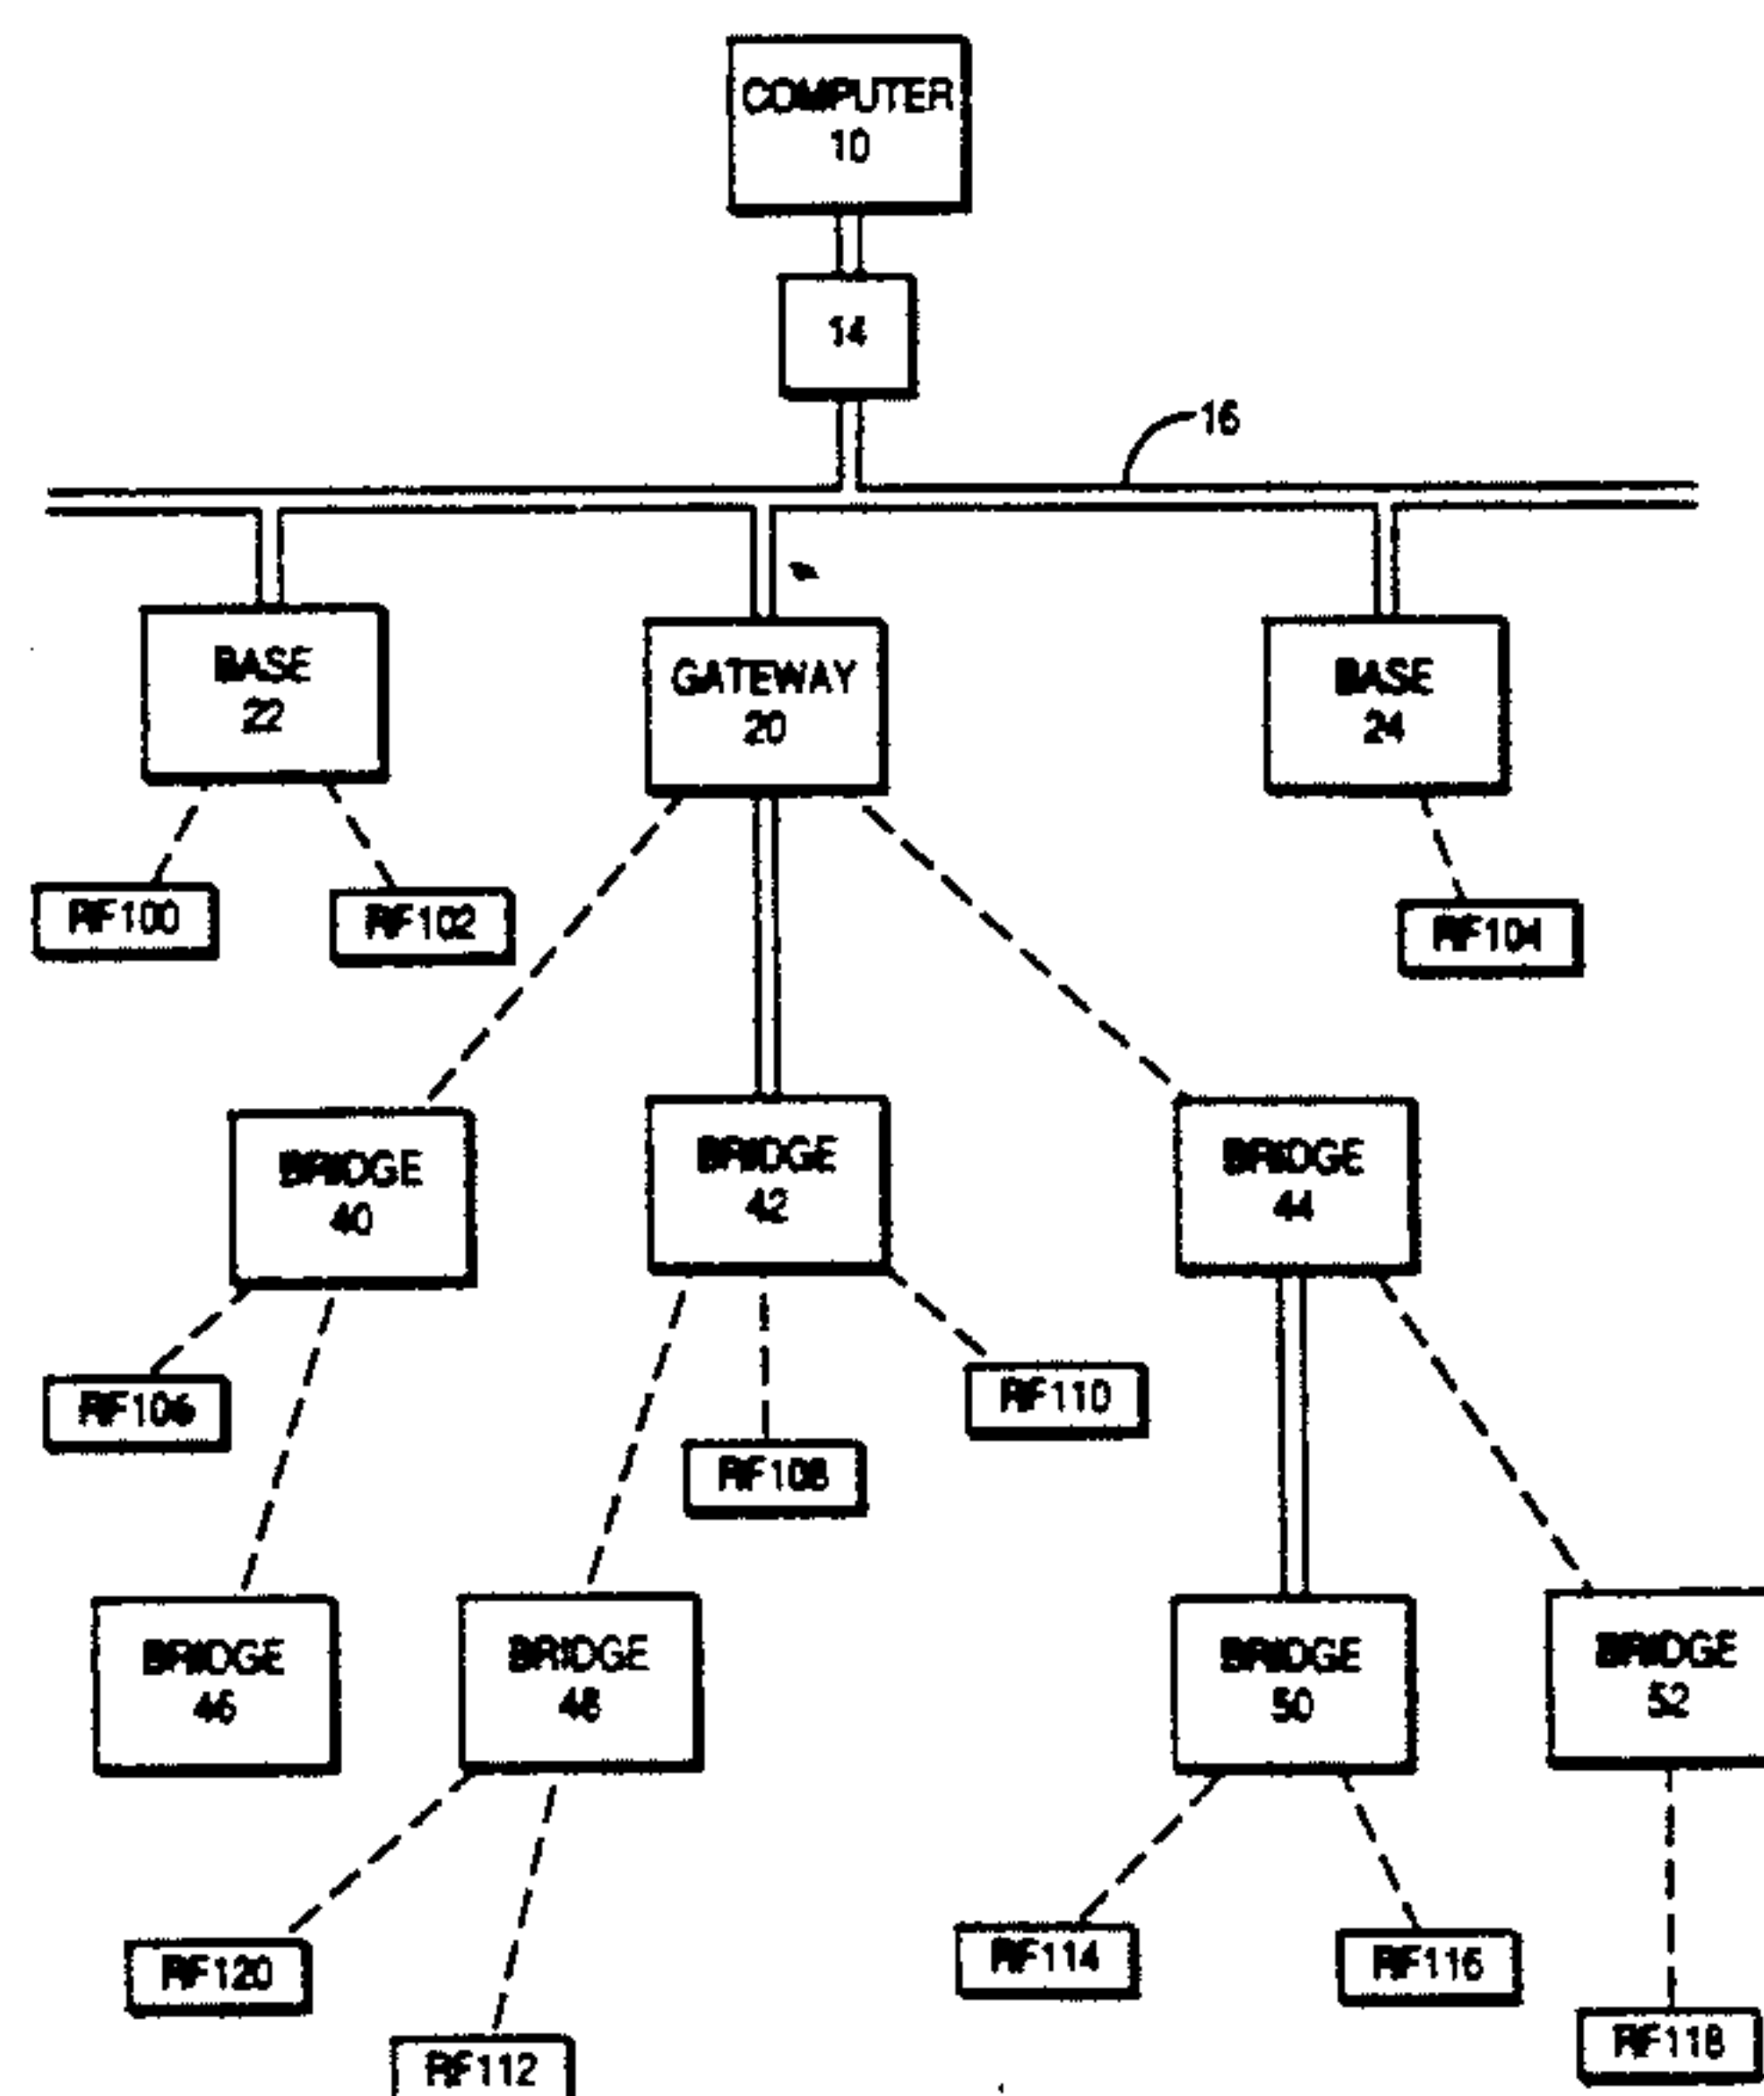 COMPUTER
10
14
16
BASE
22
GATEWAY
20
BASE
24
RF100
RF102
RF104
BRIDGE
40
BRIDGE
42
BRIDGE
44
RF106
RF110
RF108
BRIDGE
46
BRIDGE
48
BRIDGE
50
BRIDGE
52
RF120
RF114
RF116
RF112
RF118